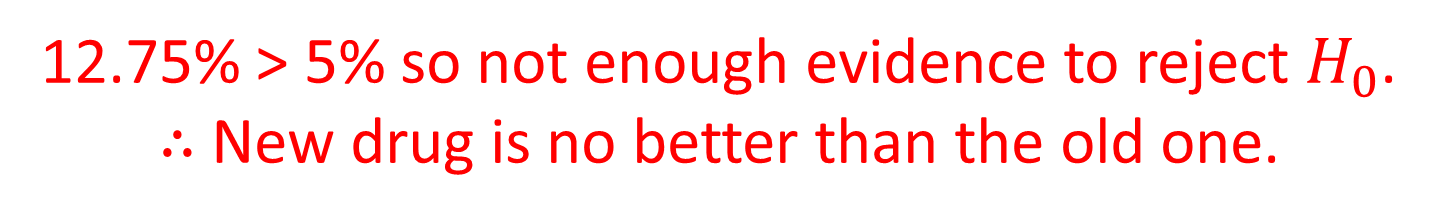 12.75% > 5% so not enough evidence to reject H₀.
∴ New drug is no better than the old one.